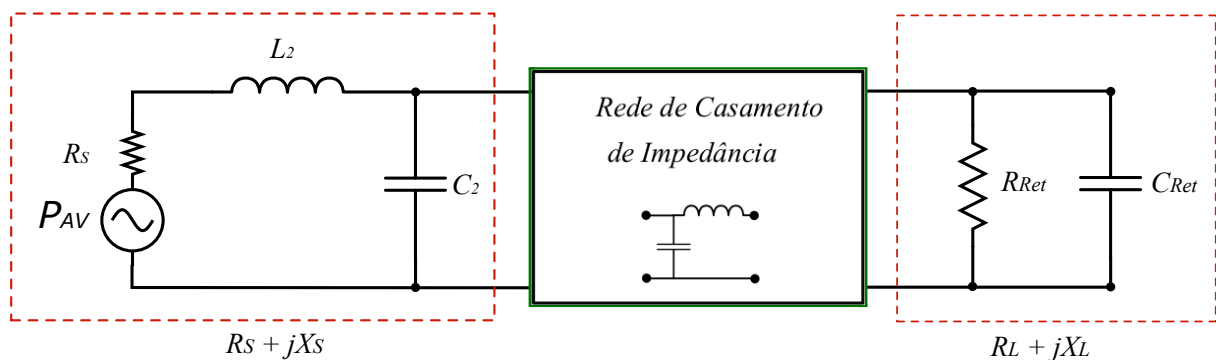 L2
RS
PAV
C2
Rede de Casamento
de Impedância
RRet
CRet
RS + jXS
RL + jXL